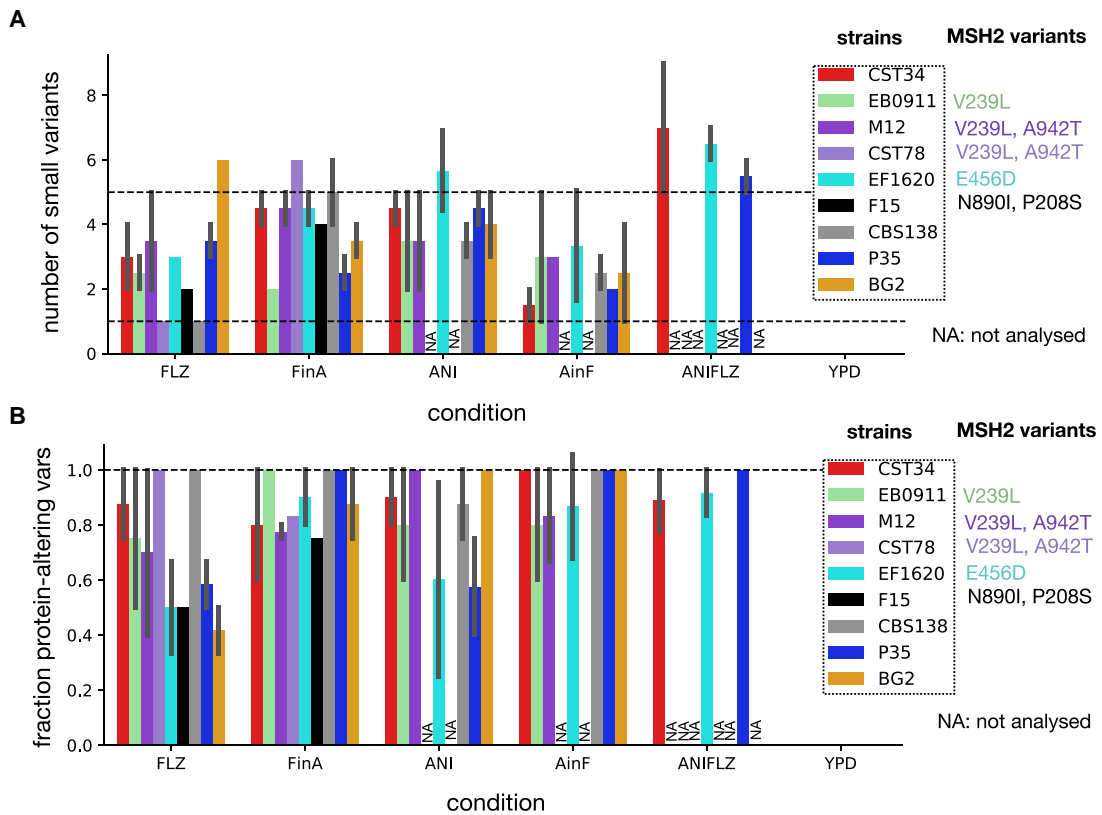 A
strains
MSH2 variants
CST34
EB0911
V239L
M12
V239L, A942T
CST78
V239L, A942T
EF1620
E456D
F15
N890I, P208S
CBS138
P35
BG2
NA: not analysed
number of small variants
8
6
4
2
0
NA
NA
NA
NA
NA
NA
NA
NA
NA
NA
FLZ
FinA
ANI
AinF
ANIFLZ
YPD
condition
B
strains
MSH2 variants
CST34
EB0911
V239L
M12
V239L, A942T
CST78
V239L, A942T
EF1620
E456D
F15
N890I, P208S
CBS138
P35
BG2
NA: not analysed
fraction protein-altering vars
1.0
0.8
0.6
0.4
0.2
0.0
NA
NA
NA
NA
NA
NA
NA
NA
NA
NA
FLZ
FinA
ANI
AinF
ANIFLZ
YPD
condition